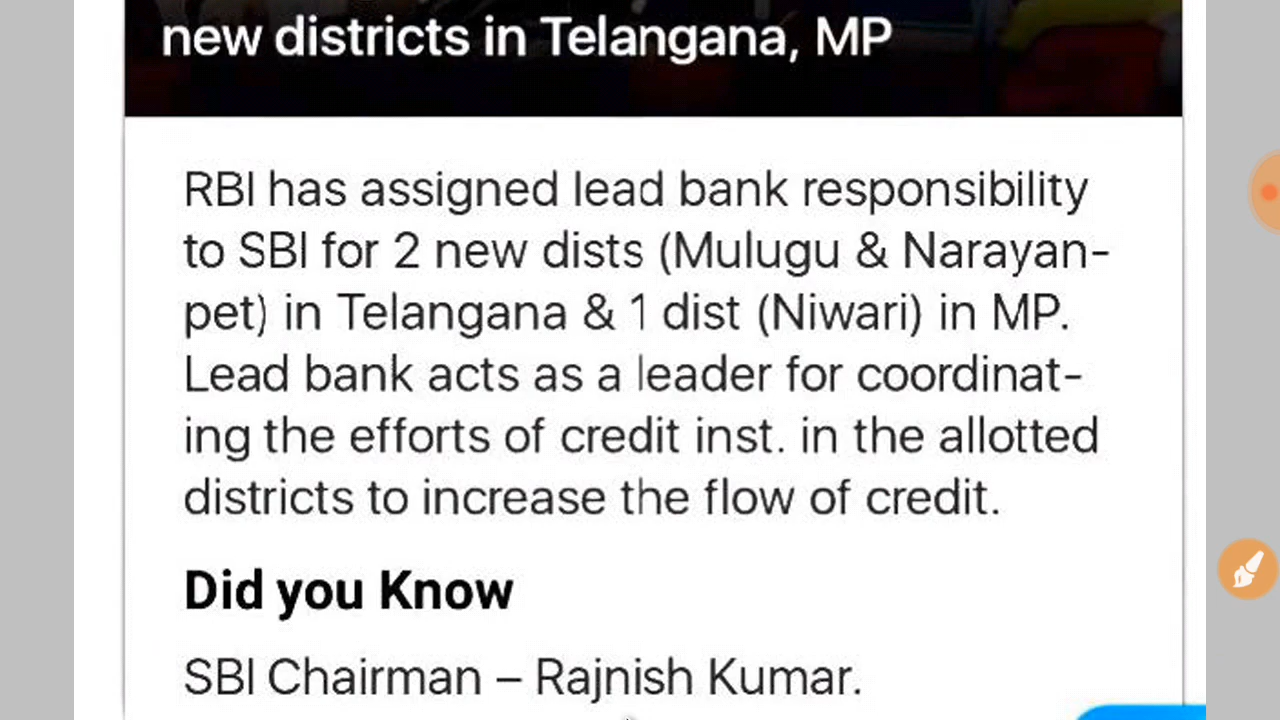 new districts in Telangana, MP
RBI has assigned lead bank responsibility
to SBI for 2 new dists (Mulugu & Narayan-
pet) in Telangana & 1 dist (Niwari) in MP.
Lead bank acts as a leader for coordinat-
ing the efforts of credit inst. in the allotted
districts to increase the flow of credit.
Did you Know
SBI Chairman – Rajnish Kumar.